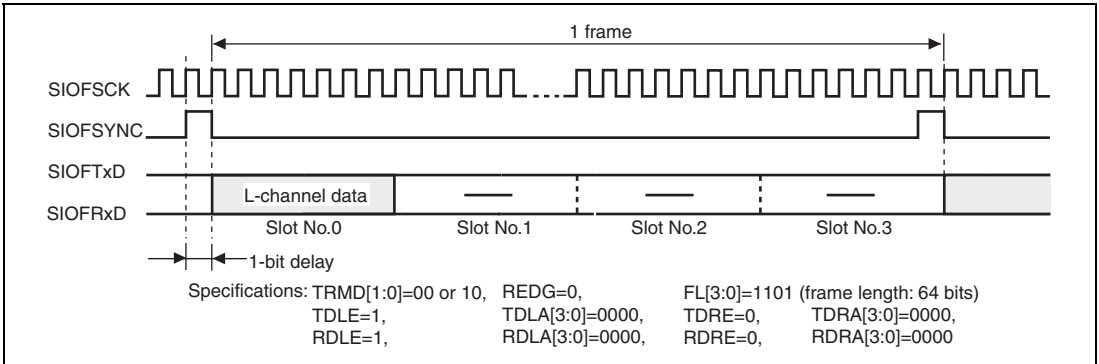 1 frame
SIOFSCK
SIOFSYNC
SIOFTxD
L-channel data
SIOFRxD
Slot No.0 Slot No.1 Slot No.2 Slot No.3
1-bit delay
Specifications: TRMD[1:0]=00 or 10, REDG=0, FL[3:0]=1101 (frame length: 64 bits)
TDLE=1, TDLA[3:0]=0000, TDRE=0, TDRA[3:0]=0000,
RDLE=1, RDLA[3:0]=0000, RDRE=0, RDRA[3:0]=0000